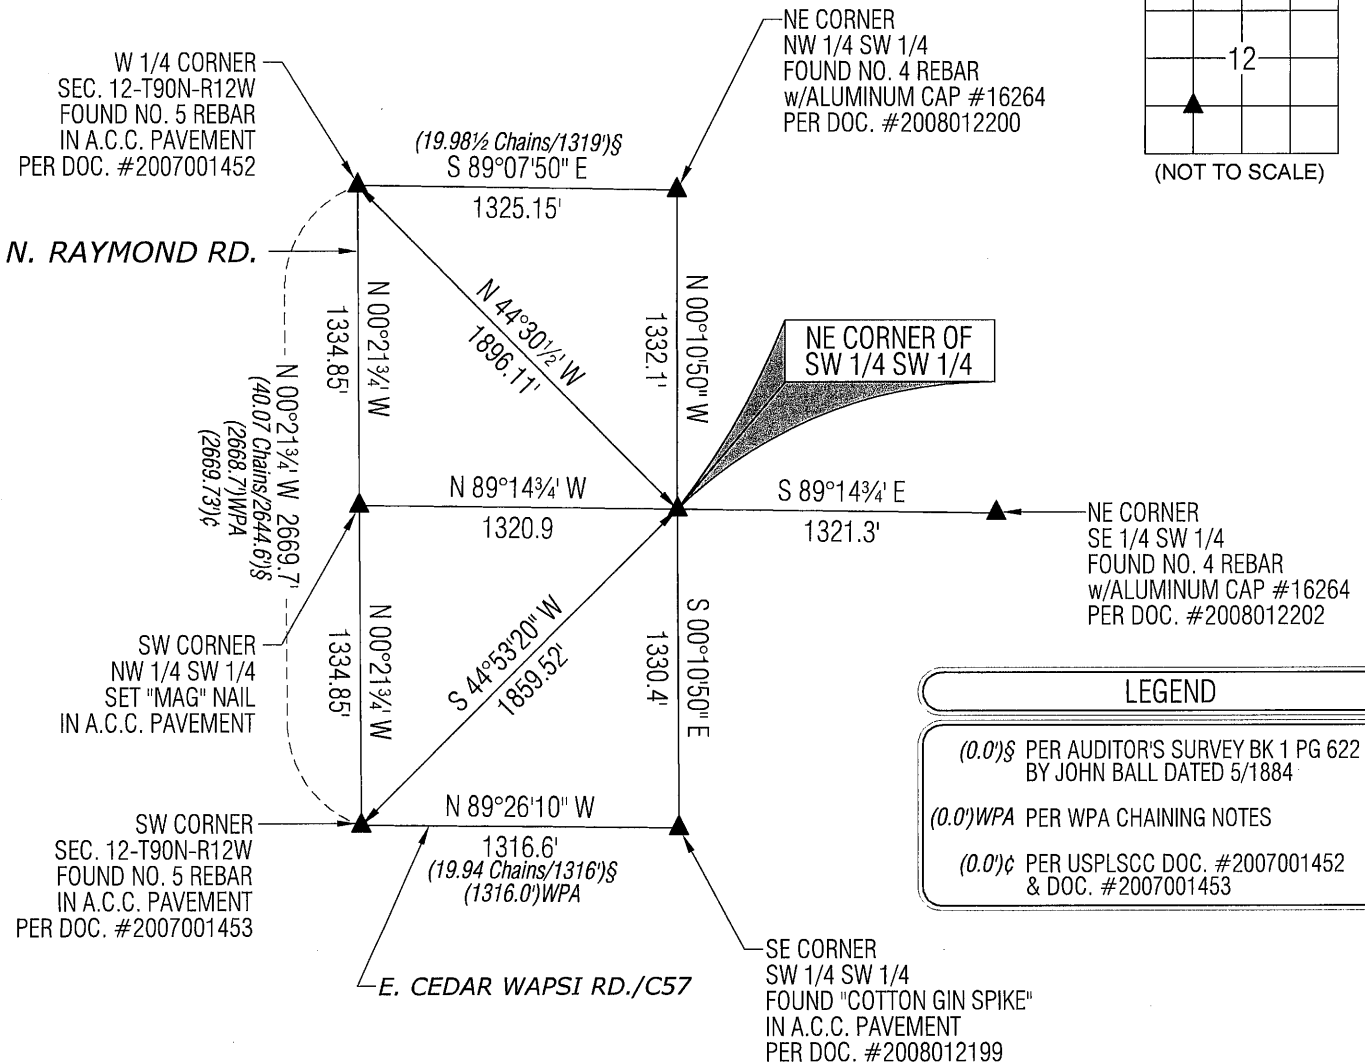 NE CORNER
NW 1/4 SW 1/4
FOUND NO. 4 REBAR
w/ALUMINUM CAP #16264
PER DOC. #2008012200
12
(NOT TO SCALE)
W 1/4 CORNER
SEC. 12-T90N-R12W
FOUND NO. 5 REBAR
IN A.C.C. PAVEMENT
PER DOC. #2007001452
(19.98½ Chains/1319')§
S 89°07'50" E
1325.15'
N. RAYMOND RD.
N 00°21¾' W
1334.85'
N 44°30½' W
1896.11'
N 00°10'50" W
1332.1'
NE CORNER OF
SW 1/4 SW 1/4
N 00°21¾' W 2669.7'
(40.07 Chains/2644.6')§
(2668.7')WPA
(2669.73')¢
N 89°14¾' W
1320.9
S 89°14¾' E
1321.3'
NE CORNER
SE 1/4 SW 1/4
FOUND NO. 4 REBAR
w/ALUMINUM CAP #16264
PER DOC. #2008012202
SW CORNER
NW 1/4 SW 1/4
SET "MAG" NAIL
IN A.C.C. PAVEMENT
N 00°21¾' W
1334.85'
S 44°53'20" W
1859.52'
S 00°10'50" E
1330.4'
SW CORNER
SEC. 12-T90N-R12W
FOUND NO. 5 REBAR
IN A.C.C. PAVEMENT
PER DOC. #2007001453
N 89°26'10" W
1316.6'
(19.94 Chains/1316')§
(1316.0')WPA
E. CEDAR WAPSI RD./C57
SE CORNER
SW 1/4 SW 1/4
FOUND "COTTON GIN SPIKE"
IN A.C.C. PAVEMENT
PER DOC. #2008012199
LEGEND
(0.0')§ PER AUDITOR'S SURVEY BK 1 PG 622
BY JOHN BALL DATED 5/1884
(0.0')WPA PER WPA CHAINING NOTES
(0.0')¢ PER USPLSCC DOC. #2007001452
& DOC. #2007001453